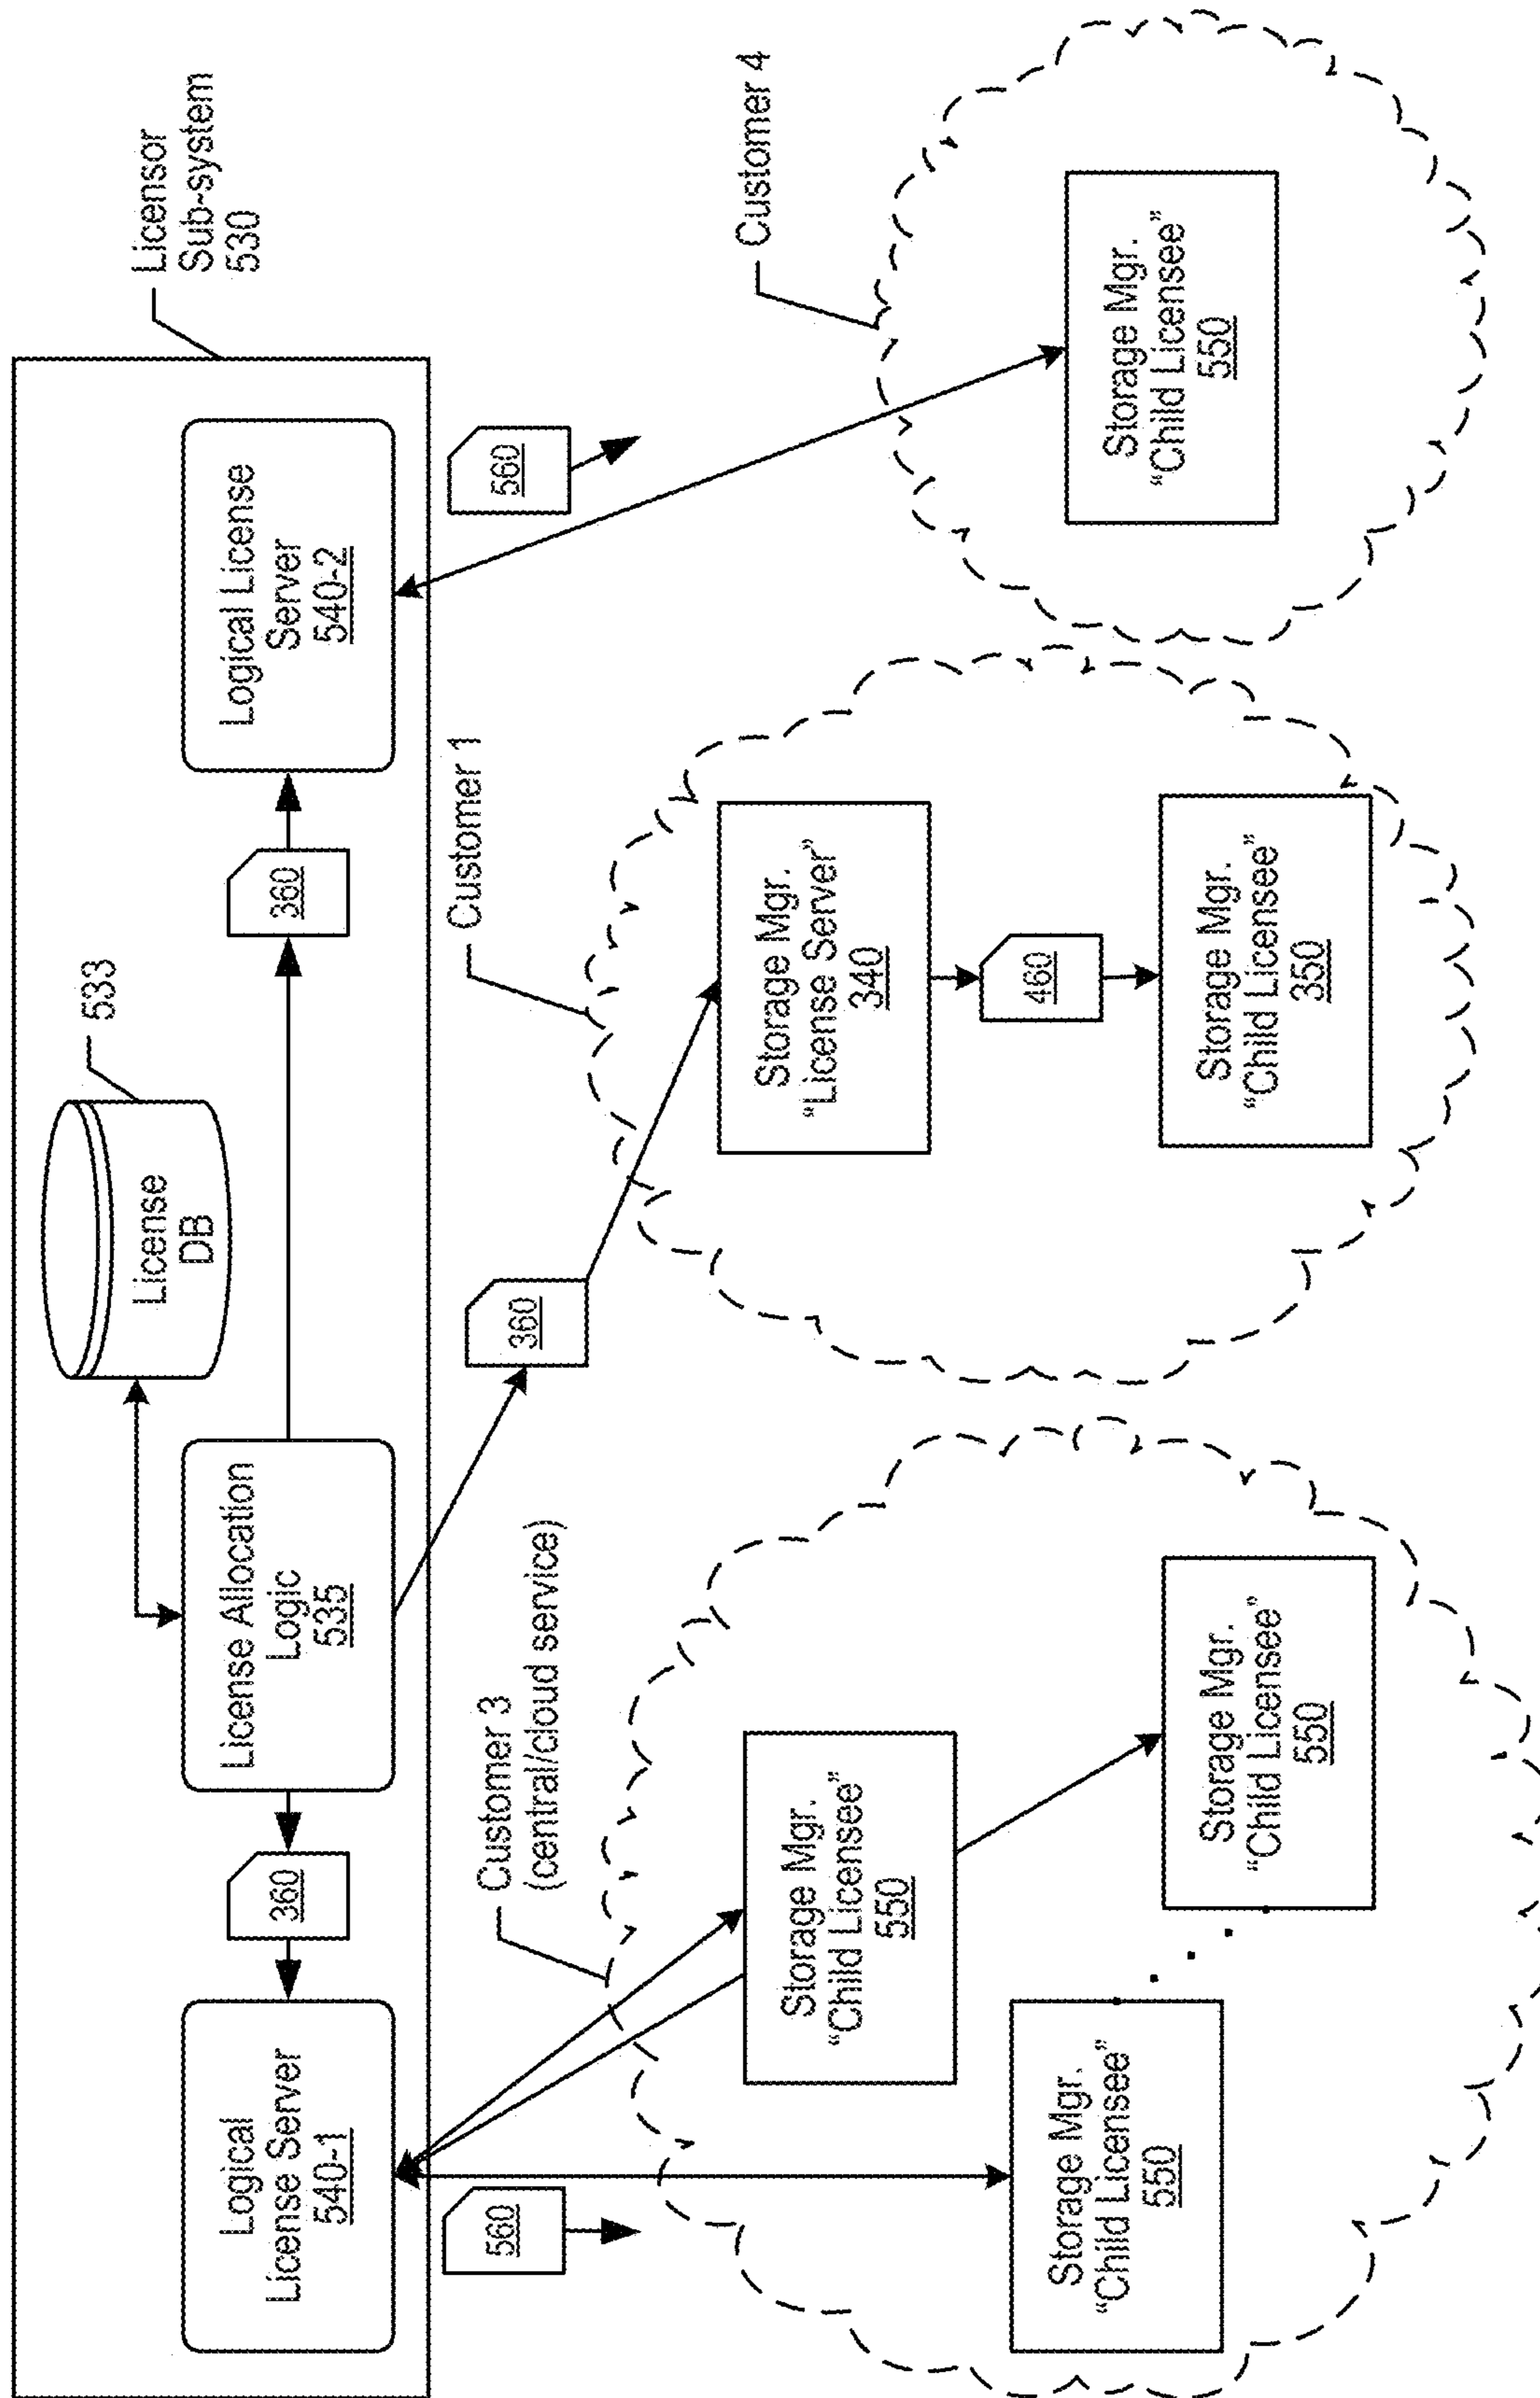 Licensor
Sub-system
530
533
License
DB
Logical
License Server
540-1
360
License Allocation
Logic
535
360
Logical License
Server
540-2
560
Customer 3
(central/cloud service)
360
Customer 1
560
Customer 4
Storage Mgr.
“Child Licensee”
550
Storage Mgr.
“Child Licensee”
550
Storage Mgr.
“Child Licensee”
550
Storage Mgr.
“License Server”
340
460
Storage Mgr.
“Child Licensee”
350
Storage Mgr.
“Child Licensee”
550